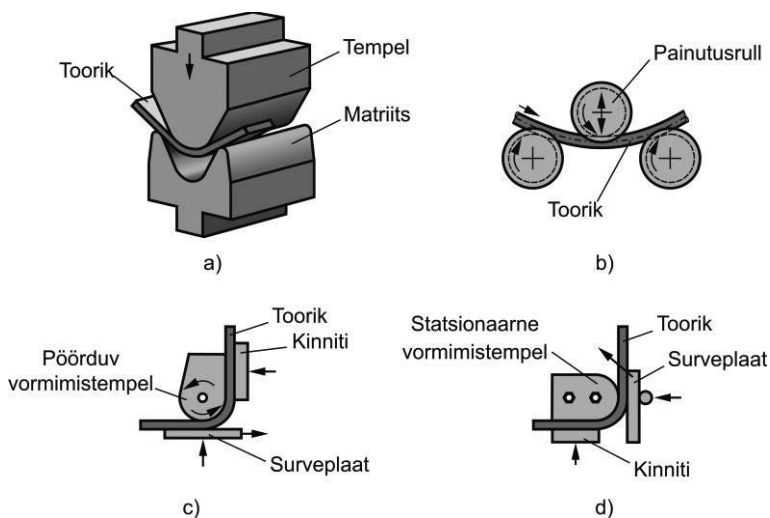 Toorik
Tempel
Matriits
a)
Painutusrull
Toorik
b)
Toorik
Kinniti
Pöörduv
vormimistempel
Surveplaat
c)
Statsionaarne
vormimistempel
Toorik
Surveplaat
Kinniti
d)